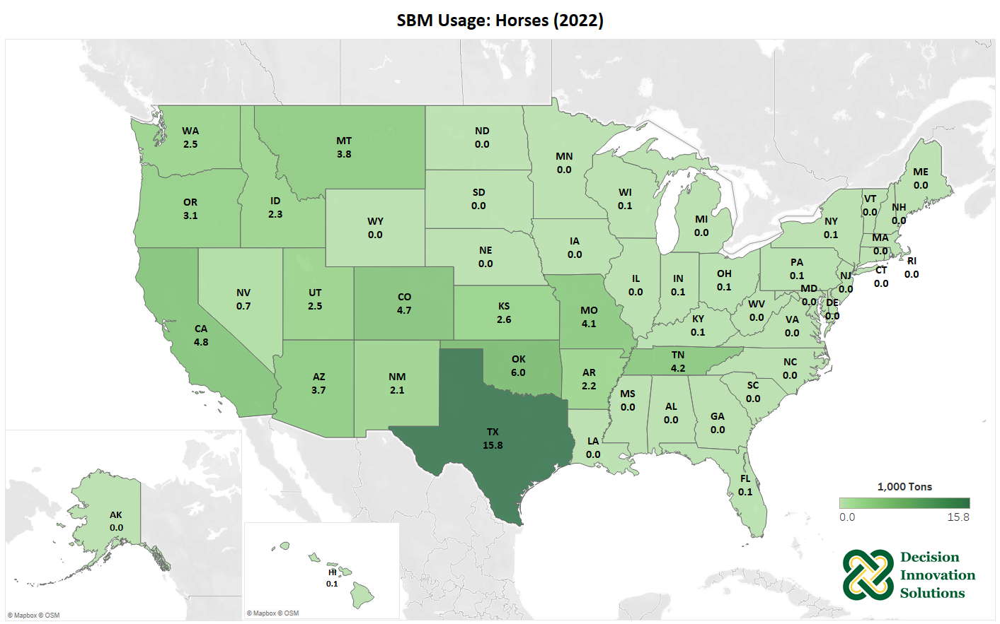 SBM Usage: Horses (2022)
WA
2.5
MT
3.8
ND
0.0
MN
0.0
ME
0.0
OR
3.1
ID
2.3
SD
0.0
WI
0.1
VT
0.0
NH
0.0
WY
0.0
MI
0.0
NY
0.1
MA
0.0
IA
0.0
NE
0.0
RI
0.0
CT
0.0
PA
0.1
NJ
0.0
OH
0.1
IN
0.1
IL
0.0
NV
0.7
UT
2.5
CO
4.7
KS
2.6
MO
4.1
MD
0.0
DE
0.0
WV
0.0
VA
0.0
KY
0.1
CA
4.8
TN
4.2
NC
0.0
OK
6.0
AR
2.2
AZ
3.7
NM
2.1
SC
0.0
MS
0.0
AL
0.0
GA
0.0
TX
15.8
LA
0.0
FL
0.1
AK
0.0
HI
0.1
1,000 Tons
0.0 15.8
Decision
Innovation
Solutions
© Mapbox © OSM
© Mapbox © OSM